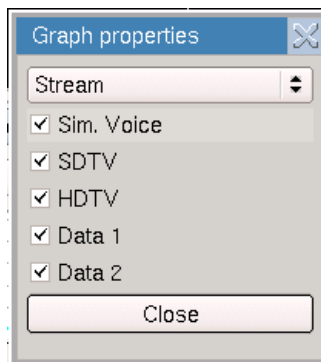 Graph properties
Stream
Sim. Voice
SDTV
HDTV
Data 1
Data 2
Close